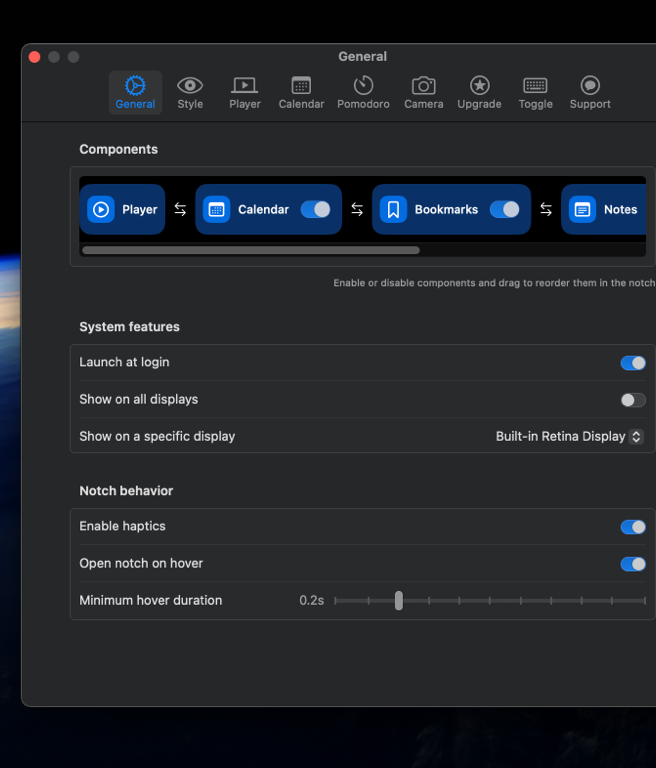 General
General Style Player Calendar Pomodoro Camera Upgrade Toggle Support
Components
Player Calendar Bookmarks Notes
Enable or disable components and drag to reorder them in the notch
System features
Launch at login
Show on all displays
Show on a specific display Built-in Retina Display
Notch behavior
Enable haptics
Open notch on hover
Minimum hover duration 0.2s